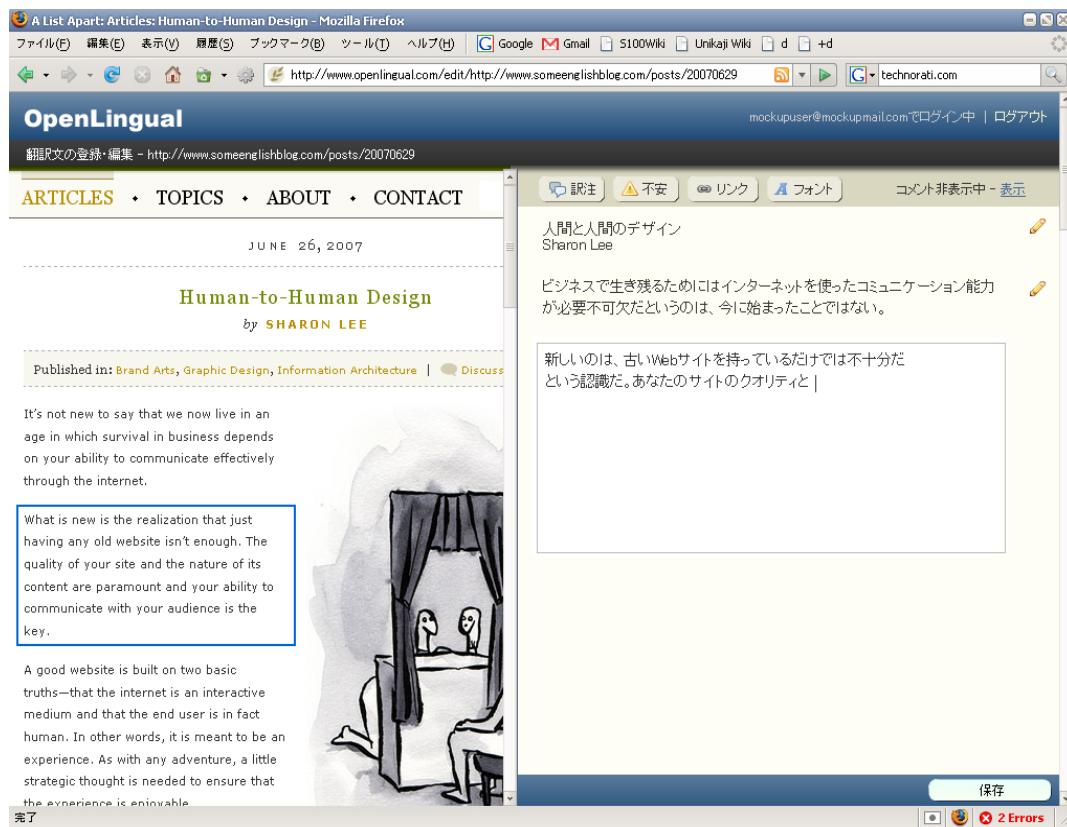 A List Apart: Articles: Human-to-Human Design - Mozilla Firefox
ファイル(F) 編集(E) 表示(V) 履歴(S) ブックマーク(B) ツール(T) ヘルプ(H) Google Gmail S100Wiki Unikaji Wiki d +d
http://www.openlingual.com/edit/http://www.someenglishblog.com/posts/20070629 technorati.com
OpenLingual
mockupuser@mockupmail.comでログイン中 | ログアウト
翻訳文の登録・編集 - http://www.someenglishblog.com/posts/20070629
ARTICLES • TOPICS • ABOUT • CONTACT
JUNE 26, 2007
Human-to-Human Design
by SHARON LEE
Published in: Brand Arts, Graphic Design, Information Architecture | Discuss
It's not new to say that we now live in an
age in which survival in business depends
on your ability to communicate effectively
through the internet.
What is new is the realization that just
having any old website isn't enough. The
quality of your site and the nature of its
content are paramount and your ability to
communicate with your audience is the
key.
A good website is built on two basic
truths—that the internet is an interactive
medium and that the end user is in fact
human. In other words, it is meant to be an
experience. As with any adventure, a little
strategic thought is needed to ensure that
the experience is enjoyable
訳注 不安 リンク フォント コメント非表示中 - 表示
人間と人間のデザイン
Sharon Lee
ビジネスで生き残るためにはインターネットを使ったコミュニケーション能力
が必要不可欠だというのは、今に始まったことではない。
新しいのは、古いWebサイトを持っているだけでは不十分だ
という認識だ。あなたのサイトのクオリティと
保存
完了
2 Errors